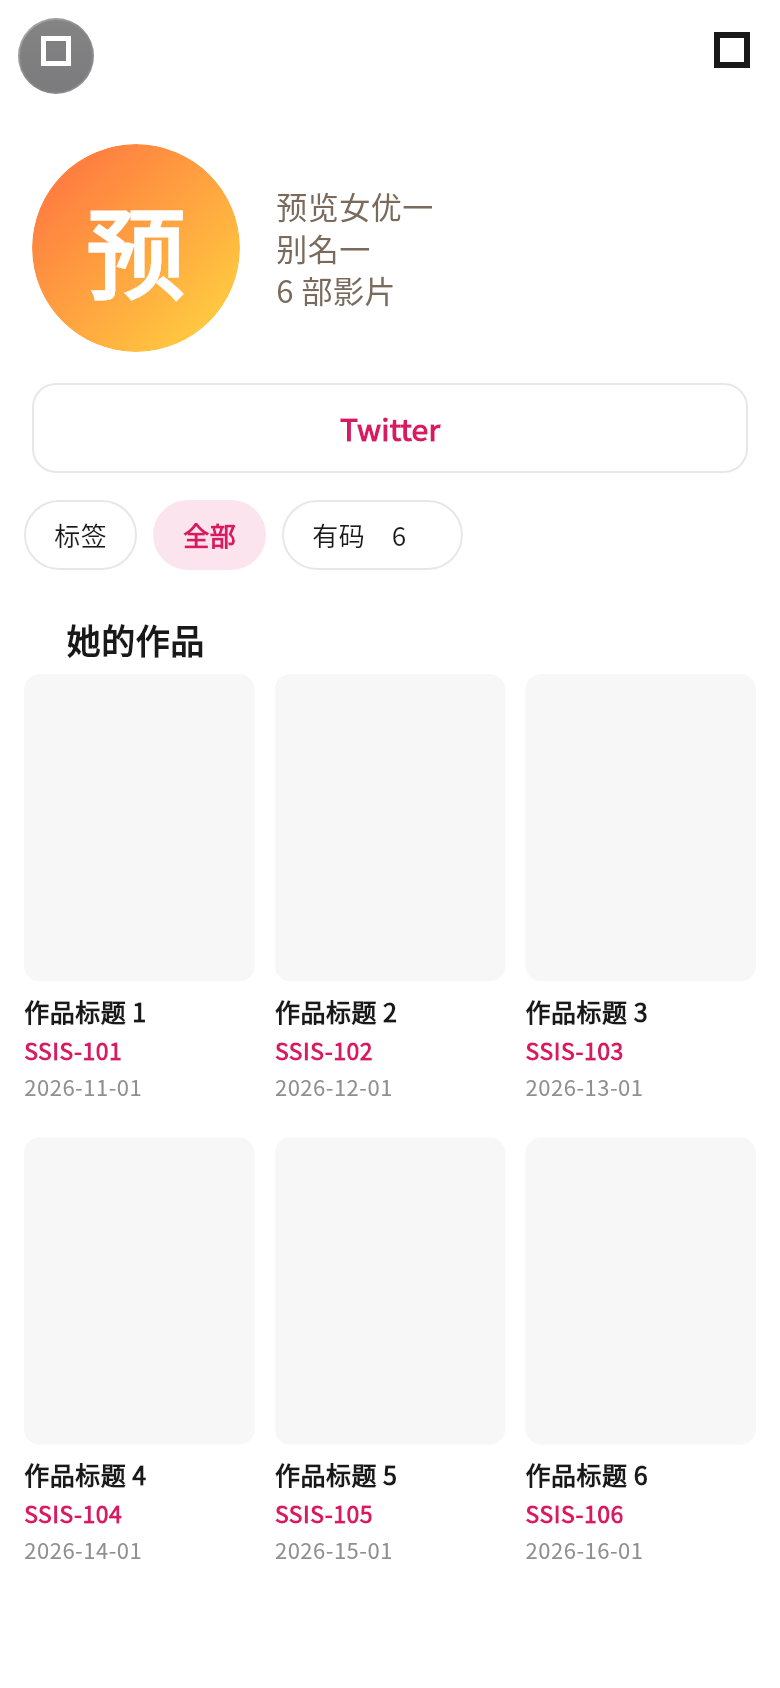 预
预览女优一
别名一
6 部影片
Twitter
标签 全部 有码 6
她的作品
作品标题 1 作品标题 2 作品标题 3
SSIS-101 SSIS-102 SSIS-103
2026-11-01 2026-12-01 2026-13-01
作品标题 4 作品标题 5 作品标题 6
SSIS-104 SSIS-105 SSIS-106
2026-14-01 2026-15-01 2026-16-01